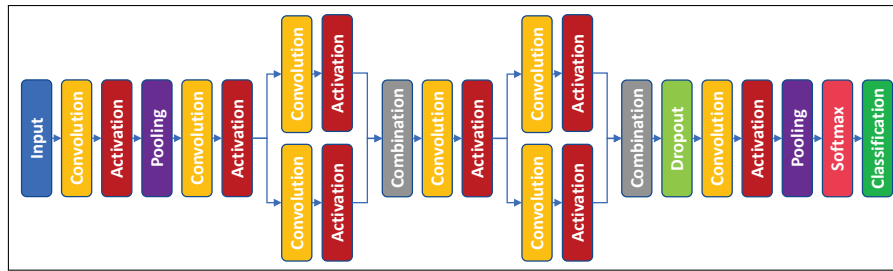 Input
Convolution
Activation
Pooling
Convolution
Activation
Convolution
Activation
Convolution
Activation
Combination
Convolution
Activation
Convolution
Activation
Convolution
Activation
Combination
Dropout
Convolution
Activation
Pooling
Softmax
Classification